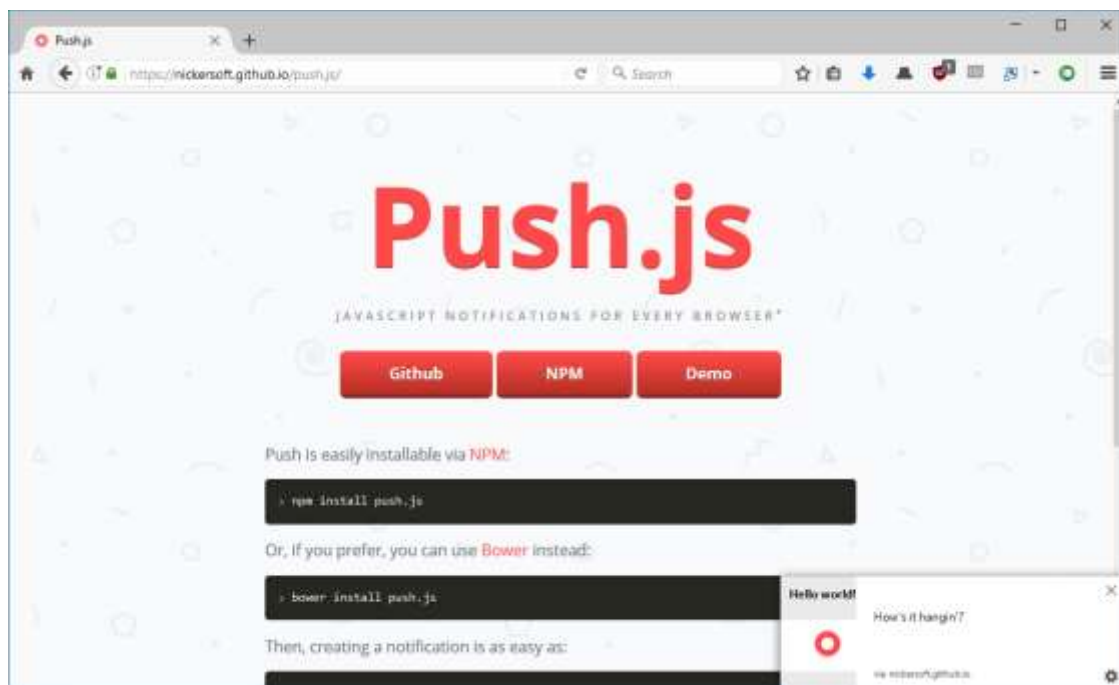 Push.js
https://nickersoft.github.io/push.js/
Search
Push.js
JAVASCRIPT NOTIFICATIONS FOR EVERY BROWSER*
Github
NPM
Demo
Push is easily installable via NPM:
› npm install push.js
Or, if you prefer, you can use Bower instead:
› bower install push.js
Then, creating a notification is as easy as:
Hello world!
How's it hangin'?
via nickersoft.github.io